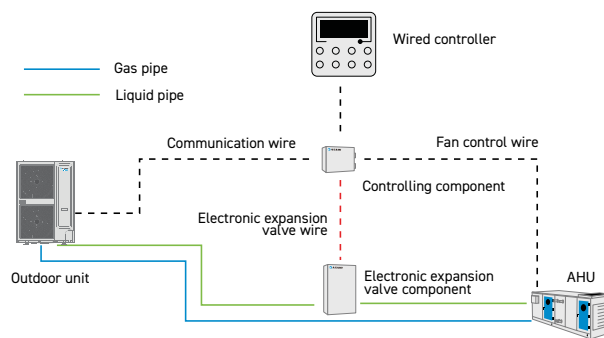 Wired controller
Gas pipe
Liquid pipe
Communication wire
Fan control wire
Controlling component
Electronic expansion
valve wire
Outdoor unit
Electronic expansion
valve component
AHU